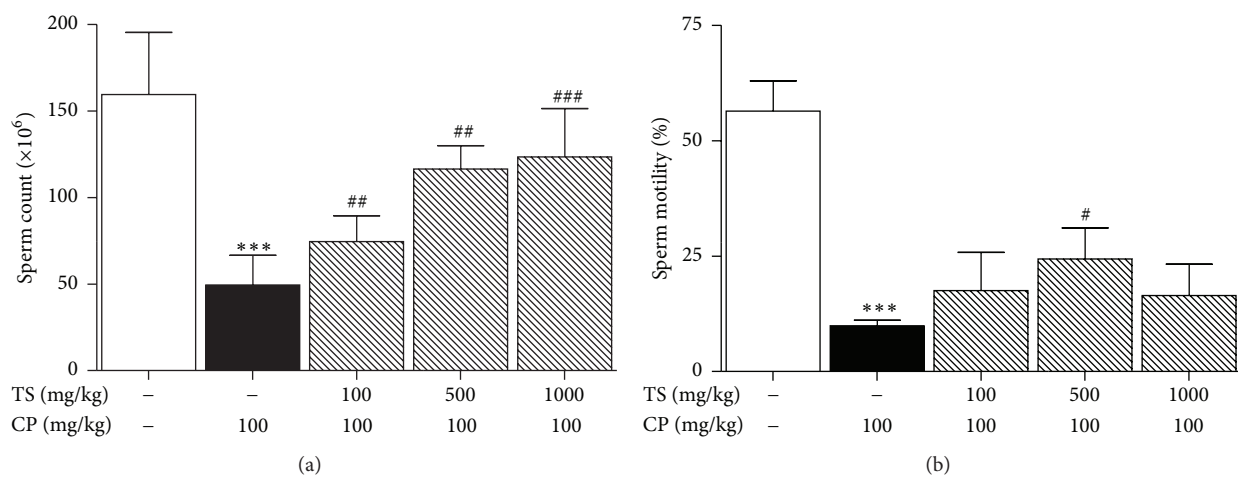 200
150
100
50
0
Sperm count (×10⁶)
***
##
##
###
TS (mg/kg) – – 100 500 1000
CP (mg/kg) – 100 100 100 100
(a)
75
50
25
0
Sperm motility (%)
***
#
TS (mg/kg) – – 100 500 1000
CP (mg/kg) – 100 100 100 100
(b)